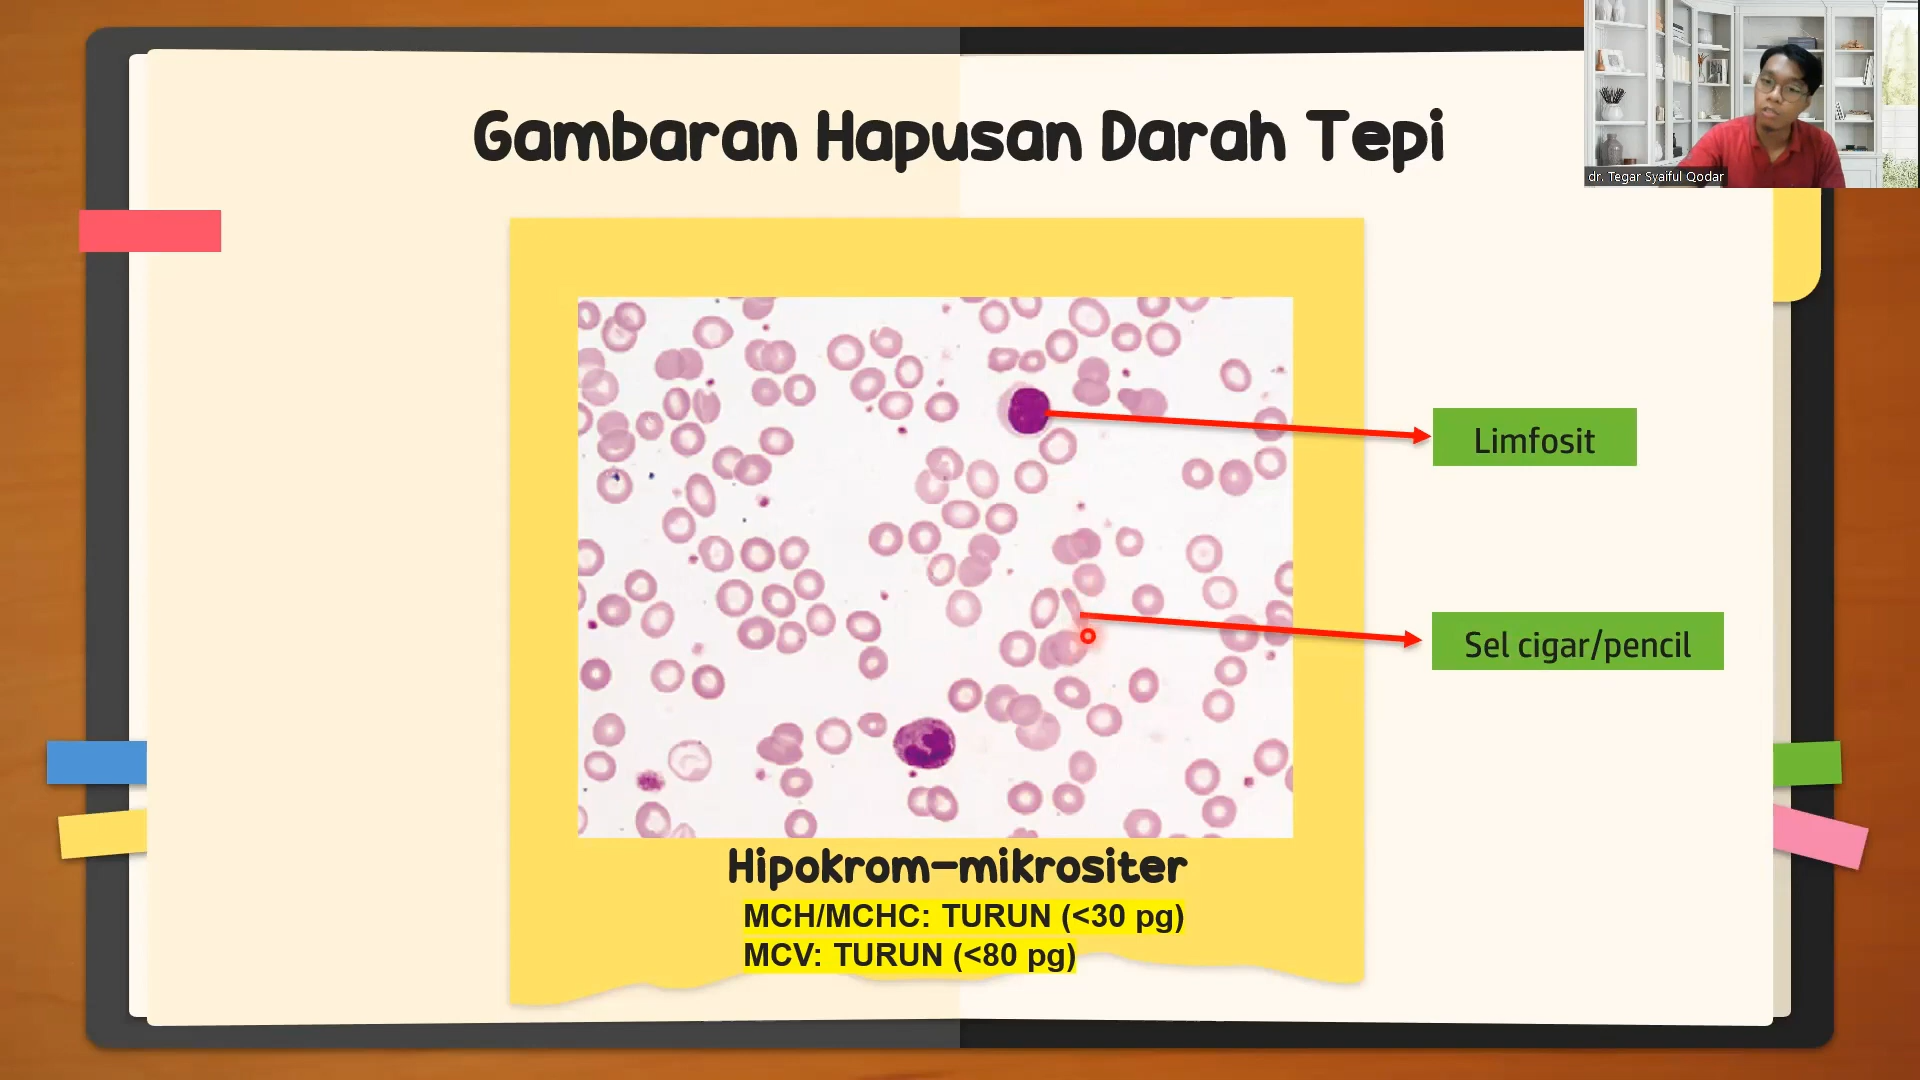 Gambaran Hapusan Darah Tepi
dr. Tegar Syaiful Qodar
Limfosit
Sel cigar/pencil
Hipokrom-mikrositer
MCH/MCHC: TURUN (<30 pg)
MCV: TURUN (<80 pg)